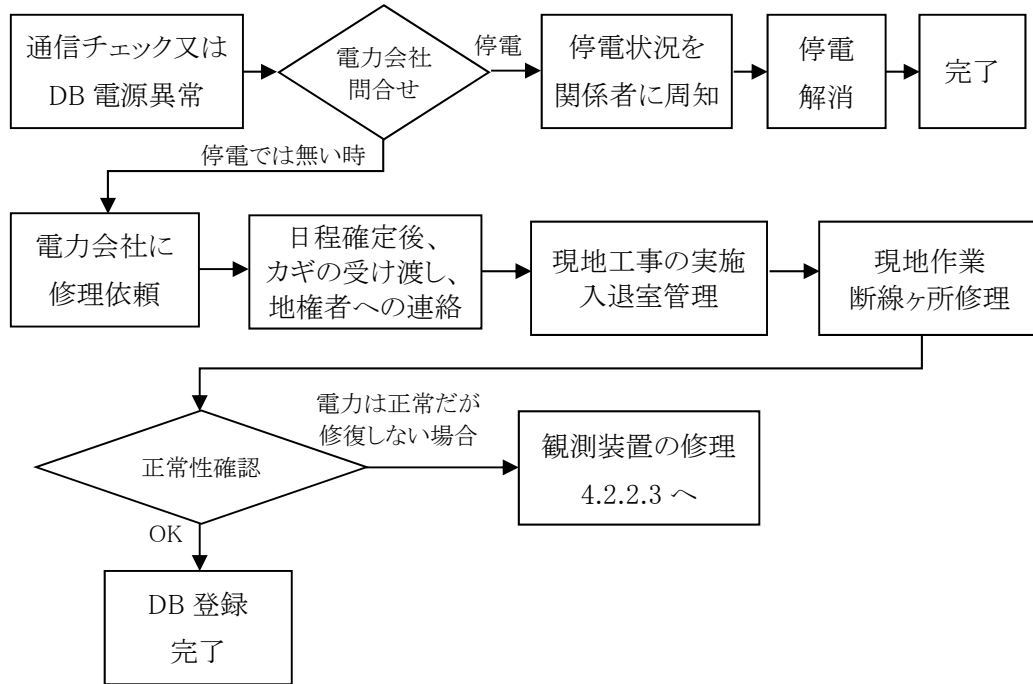 通信チェック又は
DB 電源異常
電力会社
問合せ
停電
停電状況を
関係者に周知
停電
解消
完了
停電では無い時
電力会社に
修理依頼
日程確定後、
カギの受け渡し、
地権者への連絡
現地工事の実施
入退室管理
現地作業
断線ヶ所修理
正常性確認
電力は正常だが
修復しない場合
観測装置の修理
4.2.2.3 へ
OK
DB 登録
完了